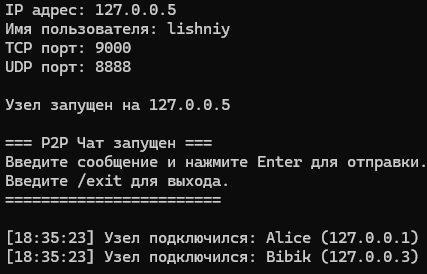 IP адрес: 127.0.0.5
Имя пользователя: lishniy
TCP порт: 9000
UDP порт: 8888
Узел запущен на 127.0.0.5
=== P2P Чат запущен ===
Введите сообщение и нажмите Enter для отправки.
Введите /exit для выхода.
========================
[18:35:23] Узел подключился: Alice (127.0.0.1)
[18:35:23] Узел подключился: Bibik (127.0.0.3)